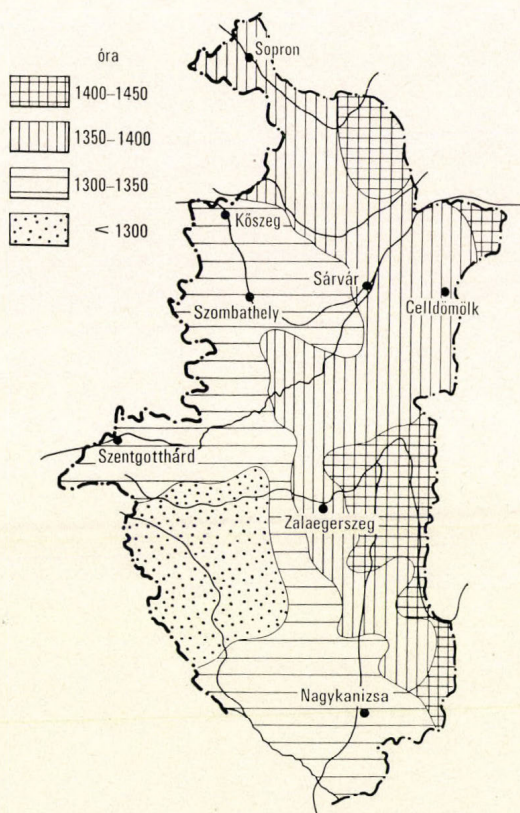 óra
1400–1450
1350–1400
1300–1350
< 1300
Sopron
Kőszeg
Sárvár
Szombathely
Celldömölk
Szentgotthárd
Zalaegerszeg
Nagykanizsa